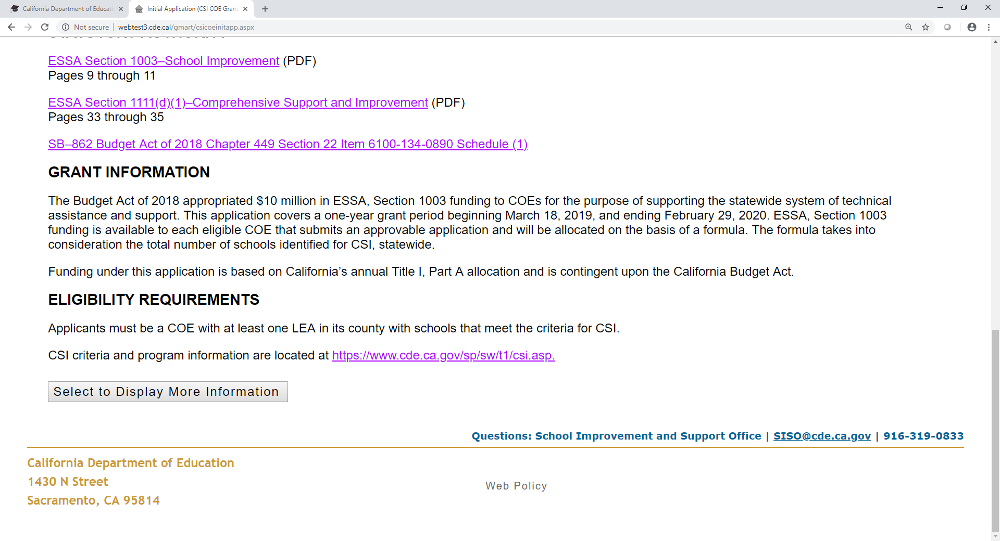 California Department of Educati
Initial Application (CSI COE Grant
Not secure
webtest3.cde.cal/gmart/csicoeinitapp.aspx
ESSA Section 1003–School Improvement (PDF)
Pages 9 through 11
ESSA Section 1111(d)(1)–Comprehensive Support and Improvement (PDF)
Pages 33 through 35
SB–862 Budget Act of 2018 Chapter 449 Section 22 Item 6100-134-0890 Schedule (1)
GRANT INFORMATION
The Budget Act of 2018 appropriated $10 million in ESSA, Section 1003 funding to COEs for the purpose of supporting the statewide system of technical
assistance and support. This application covers a one-year grant period beginning March 18, 2019, and ending February 29, 2020. ESSA, Section 1003
funding is available to each eligible COE that submits an approvable application and will be allocated on the basis of a formula. The formula takes into
consideration the total number of schools identified for CSI, statewide.
Funding under this application is based on California’s annual Title I, Part A allocation and is contingent upon the California Budget Act.
ELIGIBILITY REQUIREMENTS
Applicants must be a COE with at least one LEA in its county with schools that meet the criteria for CSI.
CSI criteria and program information are located at https://www.cde.ca.gov/sp/sw/t1/csi.asp.
Select to Display More Information
Questions: School Improvement and Support Office | SISO@cde.ca.gov | 916-319-0833
California Department of Education
1430 N Street
Sacramento, CA 95814
Web Policy